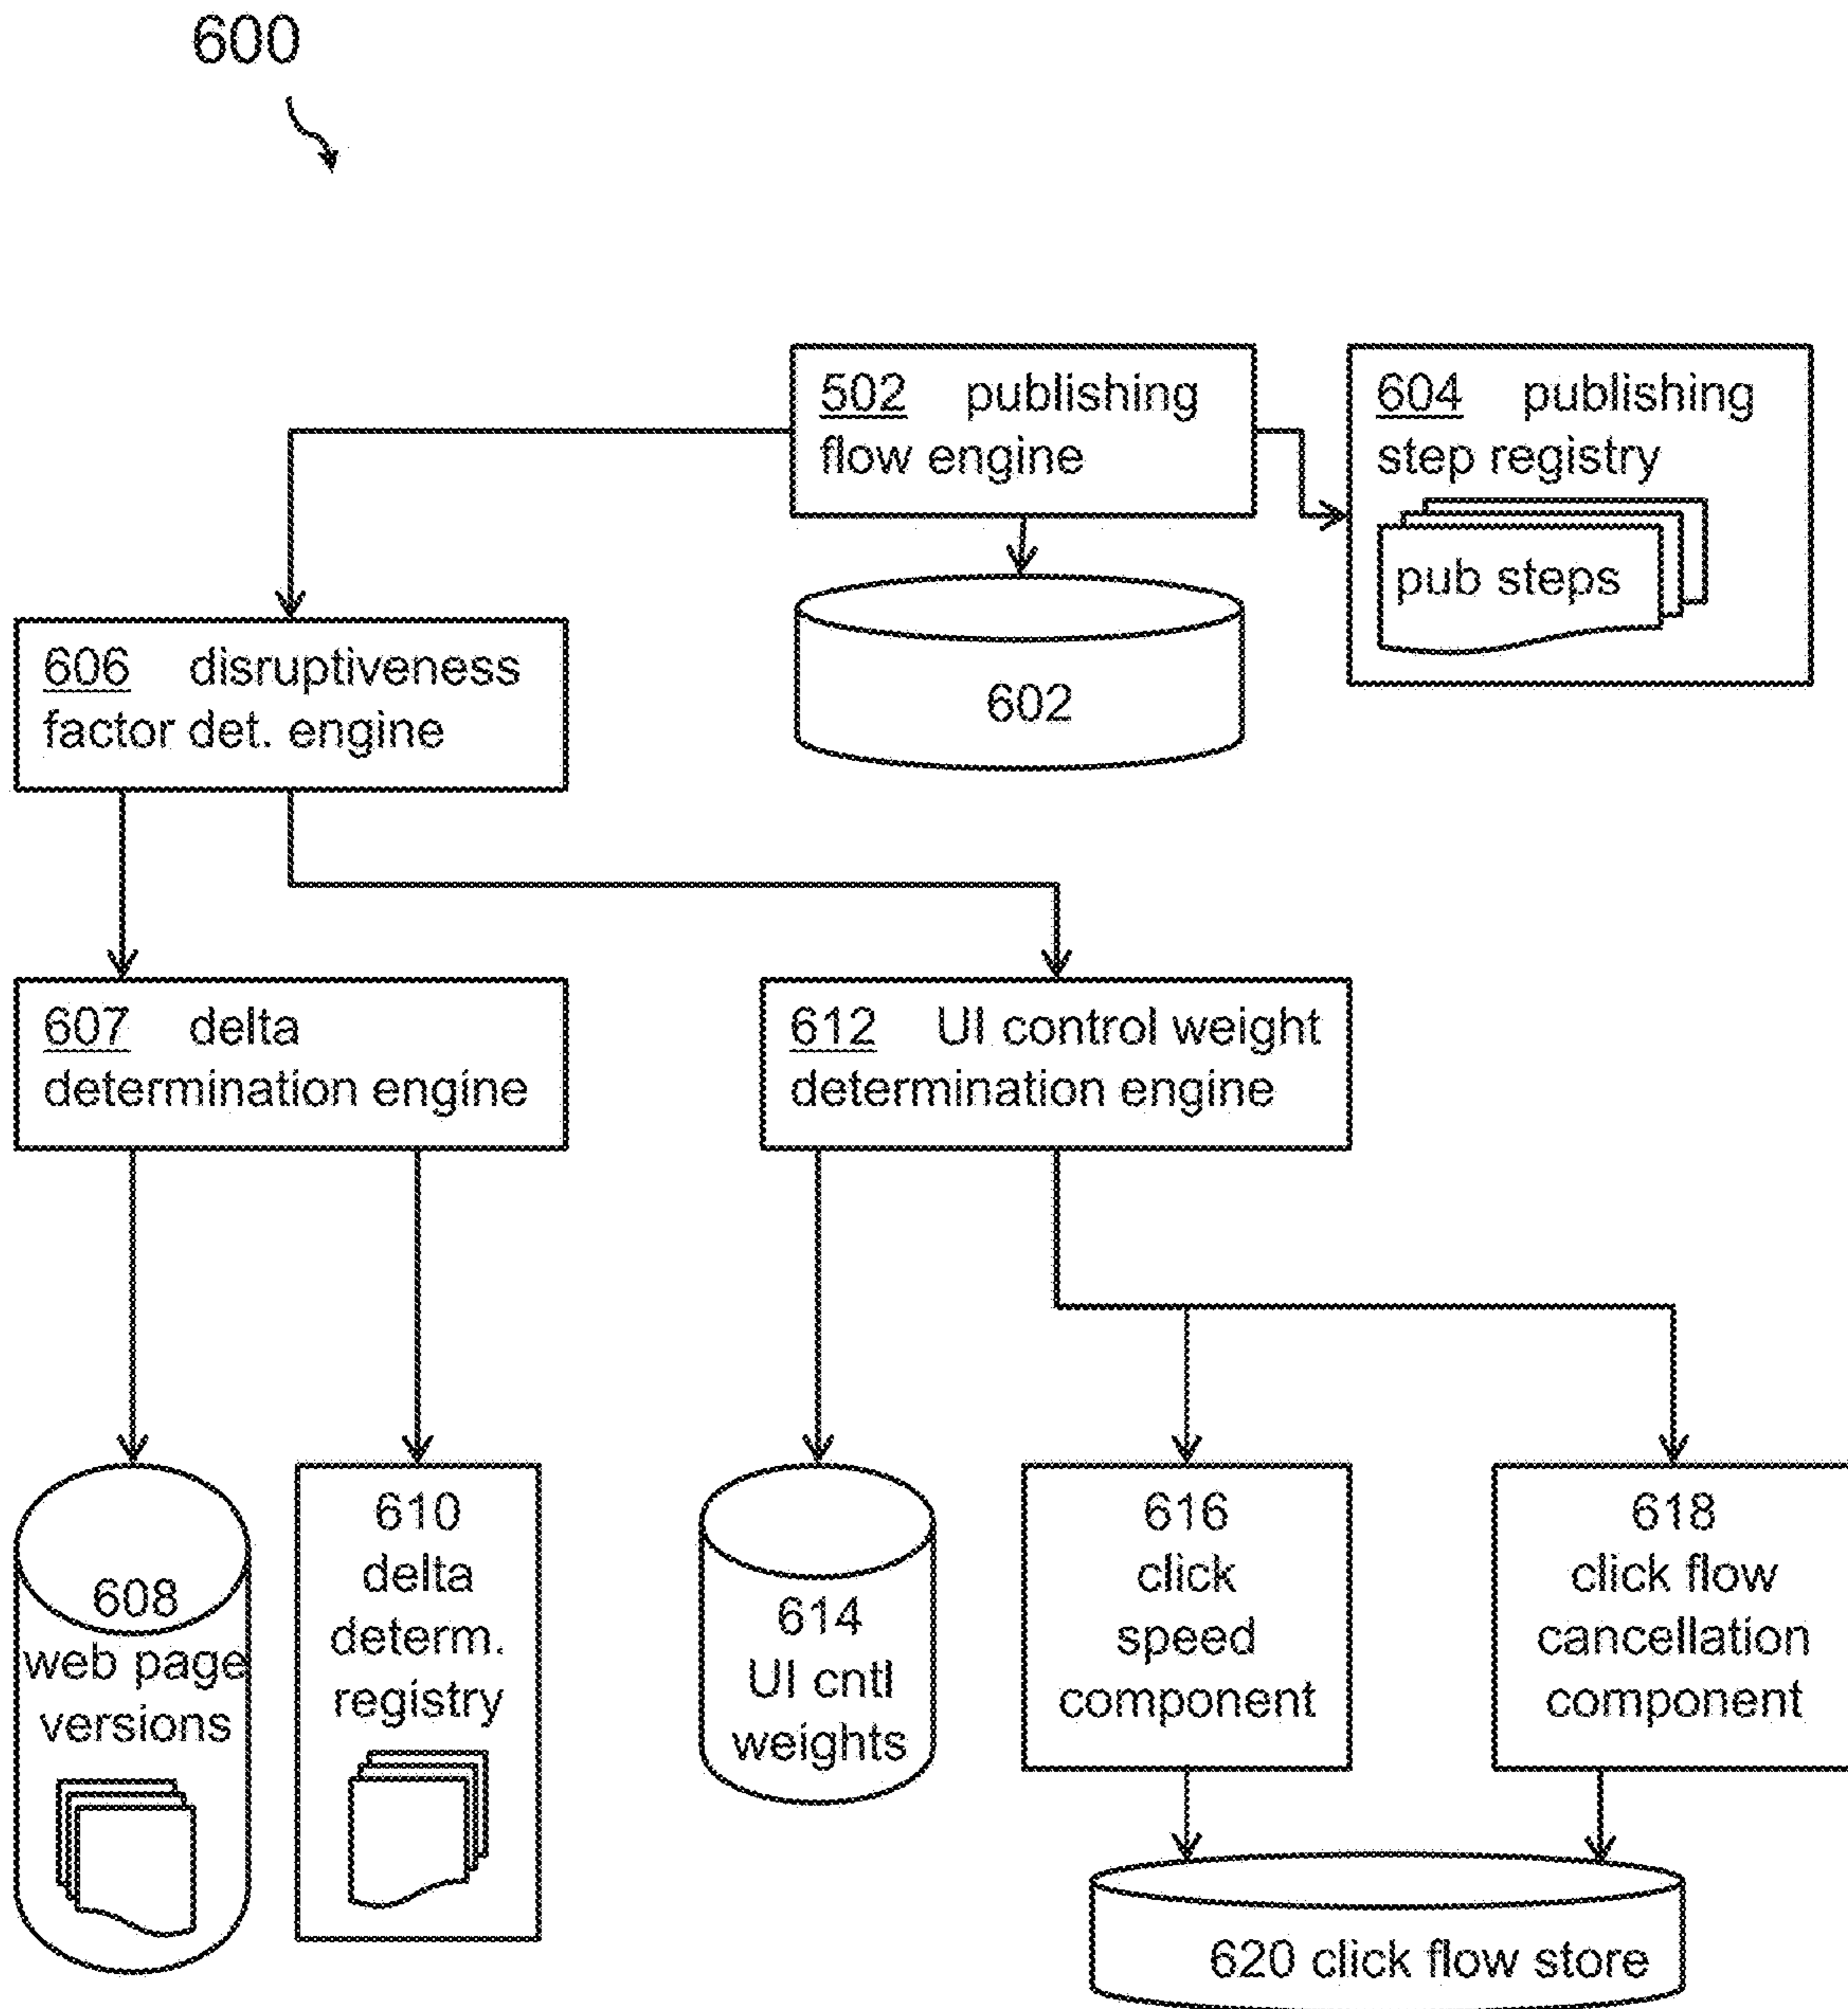 600
502 publishing
flow engine
604 publishing
step registry
pub steps
602
606 disruptiveness
factor det. engine
607 delta
determination engine
612 UI control weight
determination engine
608
web page
versions
610
delta
determ.
registry
614
UI cntl
weights
616
click
speed
component
618
click flow
cancellation
component
620 click flow store